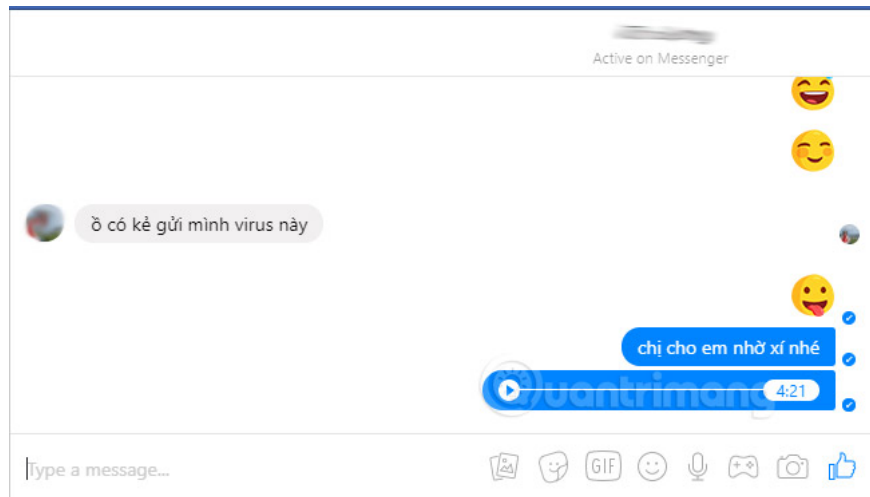 Active on Messenger
ồ có kẻ gửi mình virus này
chị cho em nhờ xí nhé
4:21
uantrimang
Type a message...
GIF